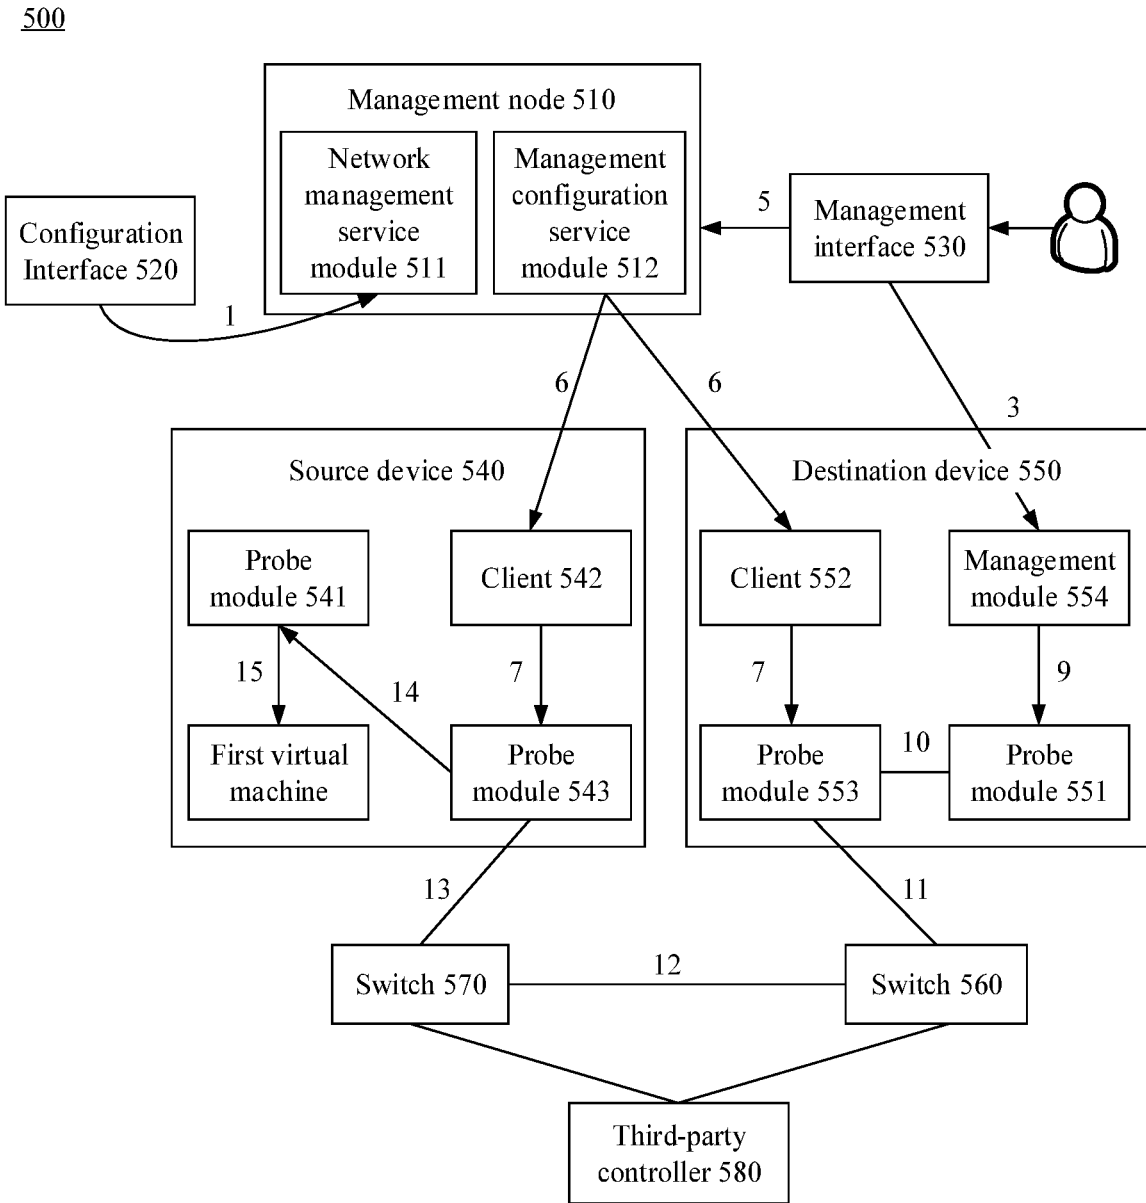 500
Management node 510
Network
management
service
module 511
Management
configuration
service
module 512
Configuration
Interface 520
1
5
Management
interface 530
6
6
3
Source device 540
Destination device 550
Probe
module 541
Client 542
Client 552
Management
module 554
15
14
7
7
9
First virtual
machine
Probe
module 543
Probe
module 553
10
Probe
module 551
13
11
Switch 570
12
Switch 560
Third-party
controller 580